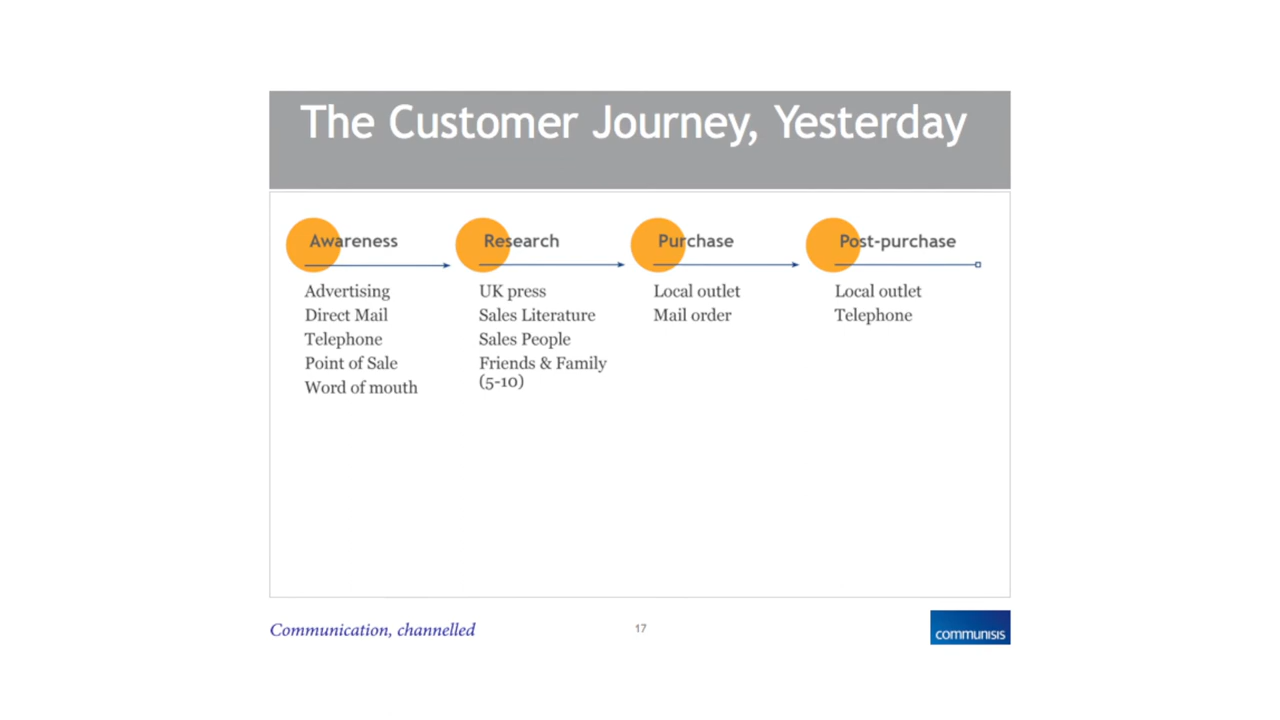 The Customer Journey, Yesterday
Awareness
Advertising
Direct Mail
Telephone
Point of Sale
Word of mouth
Research
UK press
Sales Literature
Sales People
Friends & Family
(5-10)
Purchase
Local outlet
Mail order
Post-purchase
Local outlet
Telephone
Communication, channelled
17
communisis